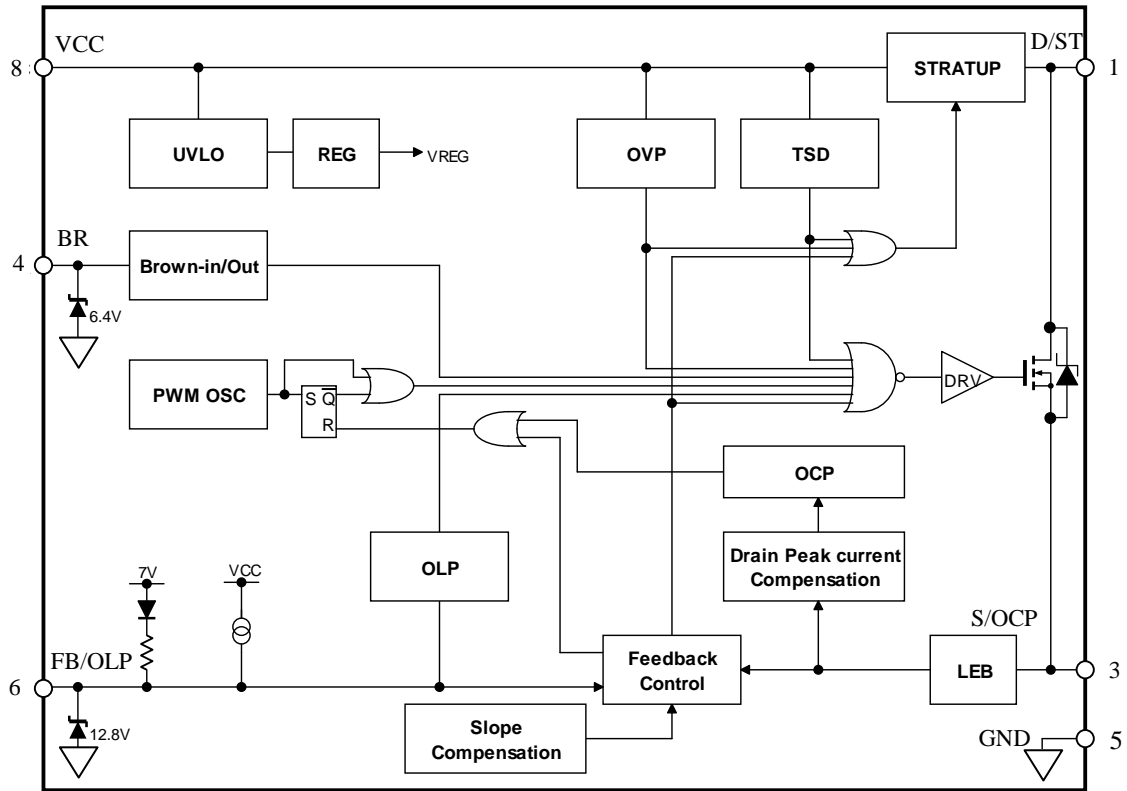 VCC
D/ST
8
1
STRATUP
UVLO
REG
VREG
OVP
TSD
BR
4
Brown-in/Out
6.4V
PWM OSC
S Q
R
DRV
OCP
Drain Peak current
Compensation
OLP
7V
VCC
S/OCP
FB/OLP
6
Feedback
Control
LEB
3
12.8V
Slope
Compensation
GND
5